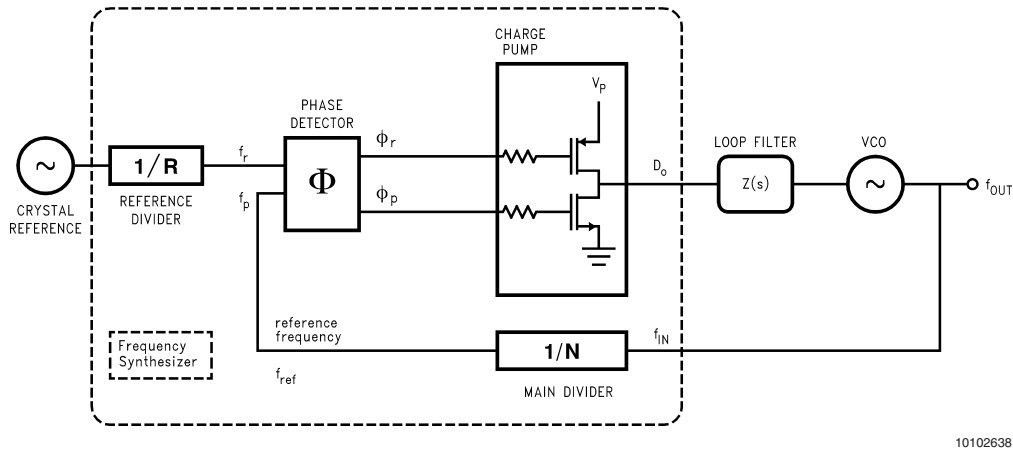 CHARGE
PUMP
V_P
PHASE
DETECTOR
ϕ_r
f_r
1/R
Φ
~
f_p
ϕ_p
REFERENCE
DIVIDER
CRYSTAL
REFERENCE
D_o
LOOP FILTER
Z(s)
VCO
~
f_OUT
reference
frequency
f_ref
Frequency
Synthesizer
1/N
f_IN
MAIN DIVIDER
10102638